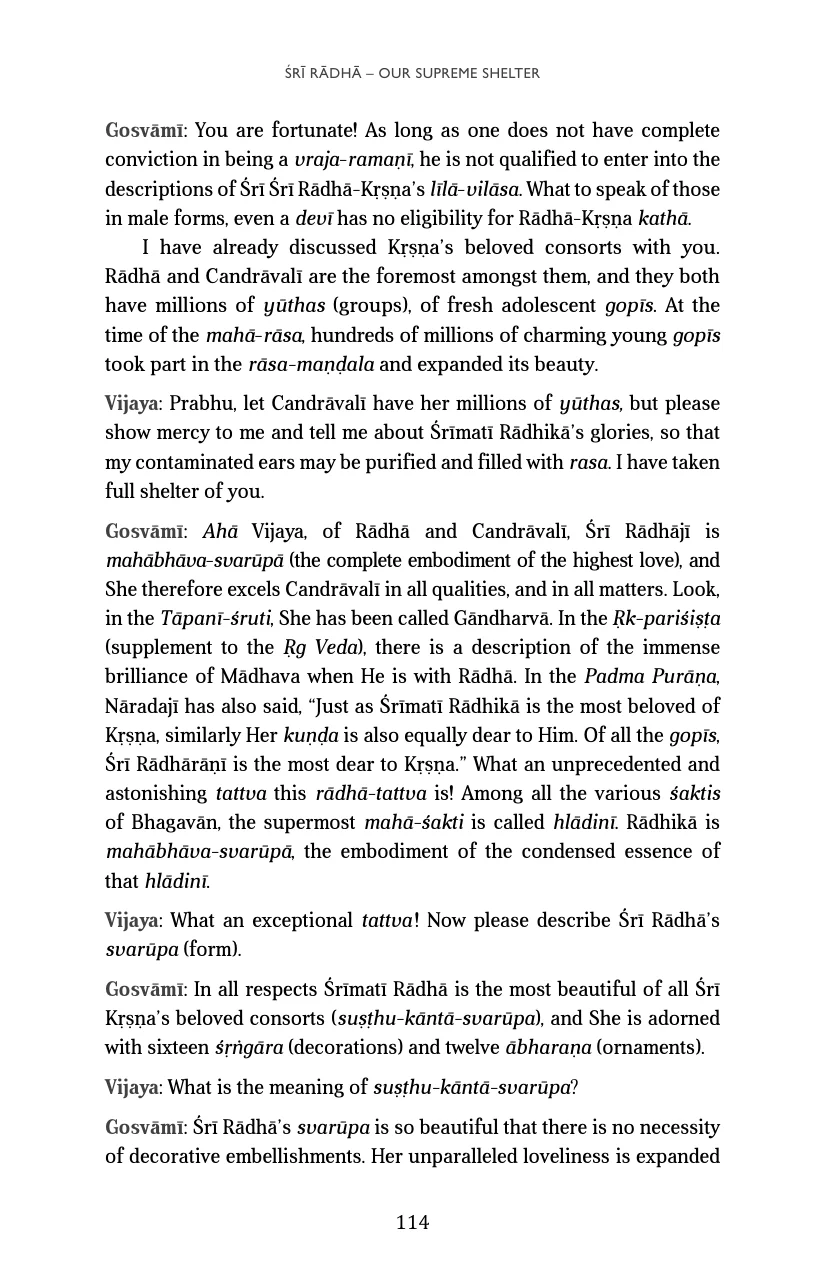 ŚRĪ RĀDHĀ – OUR SUPREME SHELTER
Gosvāmī: You are fortunate! As long as one does not have complete
conviction in being a vraja-ramaṇī, he is not qualified to enter into the
descriptions of Śrī Śrī Rādhā-Kṛṣṇa’s līlā-vilāsa. What to speak of those
in male forms, even a devī has no eligibility for Rādhā-Kṛṣṇa kathā.
I have already discussed Kṛṣṇa’s beloved consorts with you.
Rādhā and Candrāvalī are the foremost amongst them, and they both
have millions of yūthas (groups), of fresh adolescent gopīs. At the
time of the mahā-rāsa, hundreds of millions of charming young gopīs
took part in the rāsa-maṇḍala and expanded its beauty.
Vijaya: Prabhu, let Candrāvalī have her millions of yūthas, but please
show mercy to me and tell me about Śrīmatī Rādhikā’s glories, so that
my contaminated ears may be purified and filled with rasa. I have taken
full shelter of you.
Gosvāmī: Ahā Vijaya, of Rādhā and Candrāvalī, Śrī Rādhājī is
mahābhāva-svarūpā (the complete embodiment of the highest love), and
She therefore excels Candrāvalī in all qualities, and in all matters. Look,
in the Tāpanī-śruti, She has been called Gāndharvā. In the Ṛk-pariśiṣṭa
(supplement to the Ṛg Veda), there is a description of the immense
brilliance of Mādhava when He is with Rādhā. In the Padma Purāṇa,
Nāradajī has also said, “Just as Śrīmatī Rādhikā is the most beloved of
Kṛṣṇa, similarly Her kuṇḍa is also equally dear to Him. Of all the gopīs,
Śrī Rādhārāṇī is the most dear to Kṛṣṇa.” What an unprecedented and
astonishing tattva this rādhā-tattva is! Among all the various śaktis
of Bhagavān, the supermost mahā-śakti is called hlādinī. Rādhikā is
mahābhāva-svarūpā, the embodiment of the condensed essence of
that hlādinī.
Vijaya: What an exceptional tattva! Now please describe Śrī Rādhā’s
svarūpa (form).
Gosvāmī: In all respects Śrīmatī Rādhā is the most beautiful of all Śrī
Kṛṣṇa’s beloved consorts (suṣṭhu-kāntā-svarūpa), and She is adorned
with sixteen śṛṅgāra (decorations) and twelve ābharaṇa (ornaments).
Vijaya: What is the meaning of suṣṭhu-kāntā-svarūpa?
Gosvāmī: Śrī Rādhā’s svarūpa is so beautiful that there is no necessity
of decorative embellishments. Her unparalleled loveliness is expanded
114